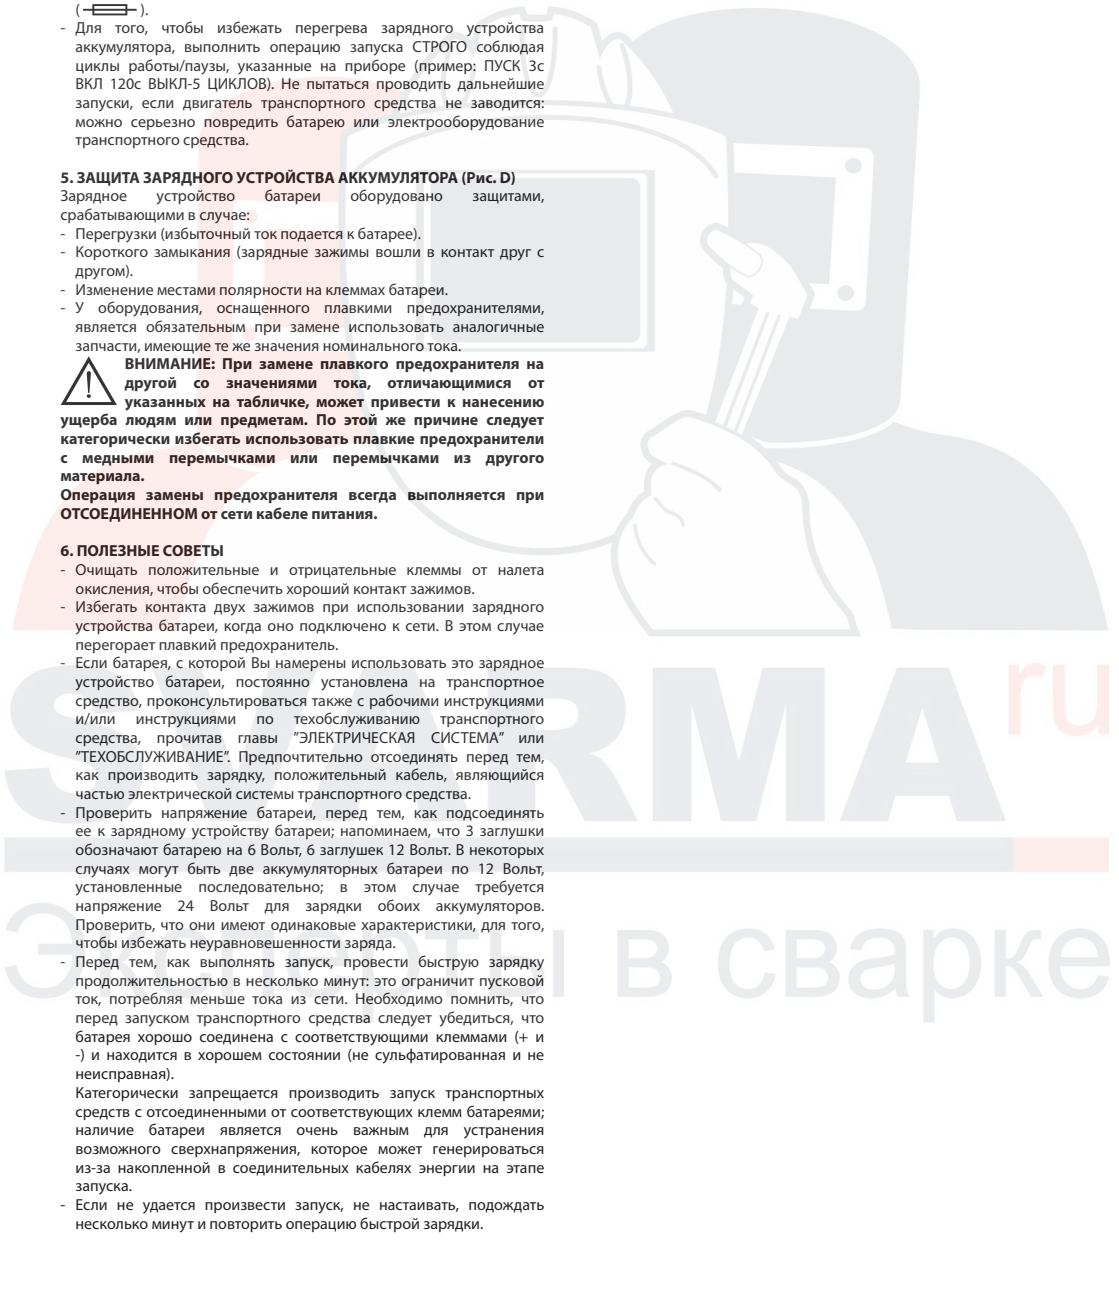 ( ).
- Для того, чтобы избежать перегрева зарядного устройства
аккумулятора, выполнить операцию запуска СТРОГО соблюдая
циклы работы/паузы, указанные на приборе (пример: ПУСК 3с
ВКЛ 120с ВЫКЛ-5 ЦИКЛОВ). Не пытаться проводить дальнейшие
запуски, если двигатель транспортного средства не заводится:
можно серьезно повредить батарею или электрооборудование
транспортного средства.
5. ЗАЩИТА ЗАРЯДНОГО УСТРОЙСТВА АККУМУЛЯТОРА (Рис. D)
Зарядное устройство батареи оборудовано защитами,
срабатывающими в случае:
- Перегрузки (избыточный ток подается к батарее).
- Короткого замыкания (зарядные зажимы вошли в контакт друг с
другом).
- Изменение местами полярности на клеммах батареи.
- У оборудования, оснащенного плавкими предохранителями,
является обязательным при замене использовать аналогичные
запчасти, имеющие те же значения номинального тока.
ВНИМАНИЕ: При замене плавкого предохранителя на
другой со значениями тока, отличающимися от
указанных на табличке, может привести к нанесению
ущерба людям или предметам. По этой же причине следует
категорически избегать использовать плавкие предохранители
с медными перемычками или перемычками из другого
материала.
Операция замены предохранителя всегда выполняется при
ОТСОЕДИНЕННОМ от сети кабеле питания.
6. ПОЛЕЗНЫЕ СОВЕТЫ
- Очищать положительные и отрицательные клеммы от налета
окисления, чтобы обеспечить хороший контакт зажимов.
- Избегать контакта двух зажимов при использовании зарядного
устройства батареи, когда оно подключено к сети. В этом случае
перегорает плавкий предохранитель.
- Если батарея, с которой Вы намерены использовать это зарядное
устройство батареи, постоянно установлена на транспортное
средство, проконсультироваться также с рабочими инструкциями
и/или инструкциями по техобслуживанию транспортного
средства, прочитав главы "ЭЛЕКТРИЧЕСКАЯ СИСТЕМА" или
"ТЕХОБСЛУЖИВАНИЕ". Предпочтительно отсоединять перед тем,
как производить зарядку, положительный кабель, являющийся
частью электрической системы транспортного средства.
- Проверить напряжение батареи, перед тем, как подсоединять
ее к зарядному устройству батареи; напоминаем, что 3 заглушки
обозначают батарею на 6 Вольт, 6 заглушек 12 Вольт. В некоторых
случаях могут быть две аккумуляторных батареи по 12 Вольт,
установленные последовательно; в этом случае требуется
напряжение 24 Вольт для зарядки обоих аккумуляторов.
Проверить, что они имеют одинаковые характеристики, для того,
чтобы избежать неуравновешенности заряда.
- Перед тем, как выполнять запуск, провести быструю зарядку
продолжительностью в несколько минут: это ограничит пусковой
ток, потребляя меньше тока из сети. Необходимо помнить, что
перед запуском транспортного средства следует убедиться, что
батарея хорошо соединена с соответствующими клеммами (+ и
-) и находится в хорошем состоянии (не сульфатированная и не
неисправная).
Категорически запрещается производить запуск транспортных
средств с отсоединенными от соответствующих клемм батареями;
наличие батареи является очень важным для устранения
возможного сверхнапряжения, которое может генерироваться
из-за накопленной в соединительных кабелях энергии на этапе
запуска.
- Если не удается произвести запуск, не настаивать, подождать
несколько минут и повторить операцию быстрой зарядки.
SVARMA ru
Эксперты в сварке